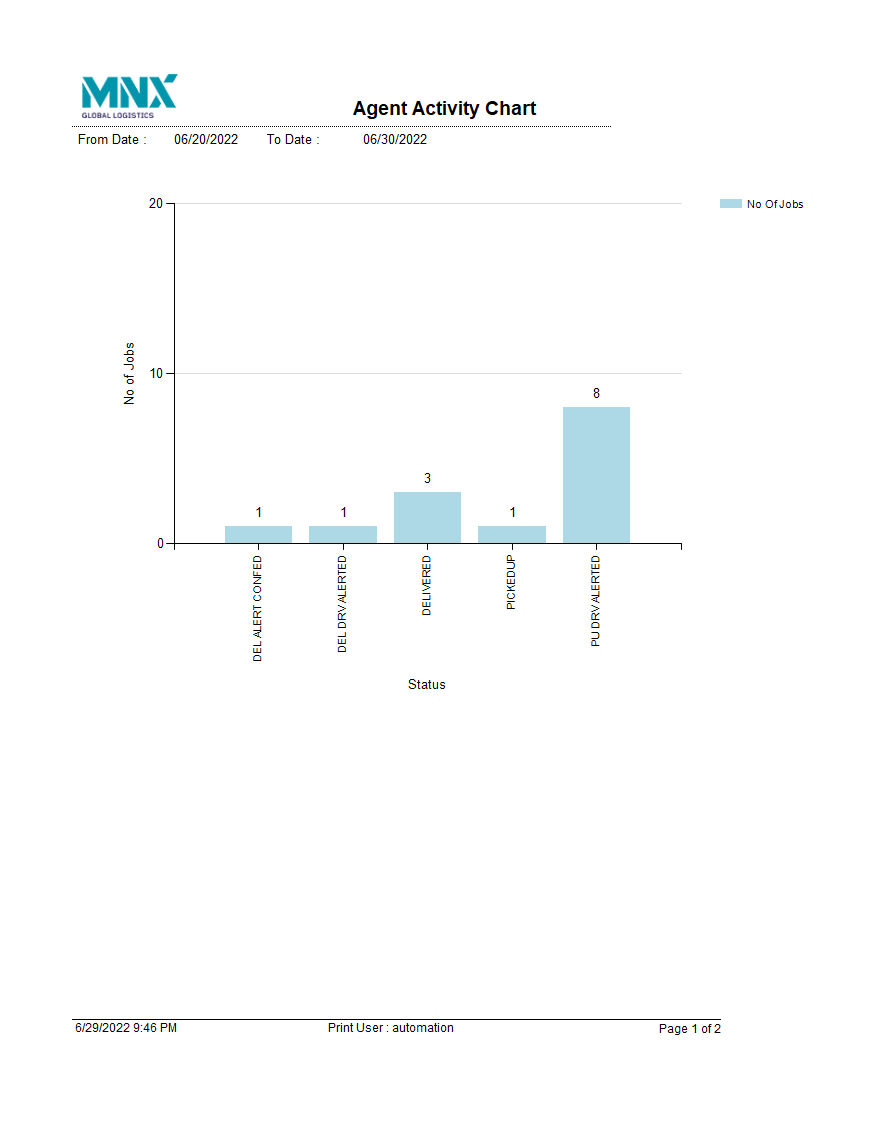 MNX
GLOBAL LOGISTICS
Agent Activity Chart
From Date : 06/20/2022 To Date : 06/30/2022
20
No Of Jobs
No of Jobs
10
8
3
1 1 1
0
DEL ALERT CONFED
DEL DRV ALERTED
DELIVERED
PICKEDUP
PU DRV ALERTED
Status
6/29/2022 9:46 PM Print User : automation Page 1 of 2